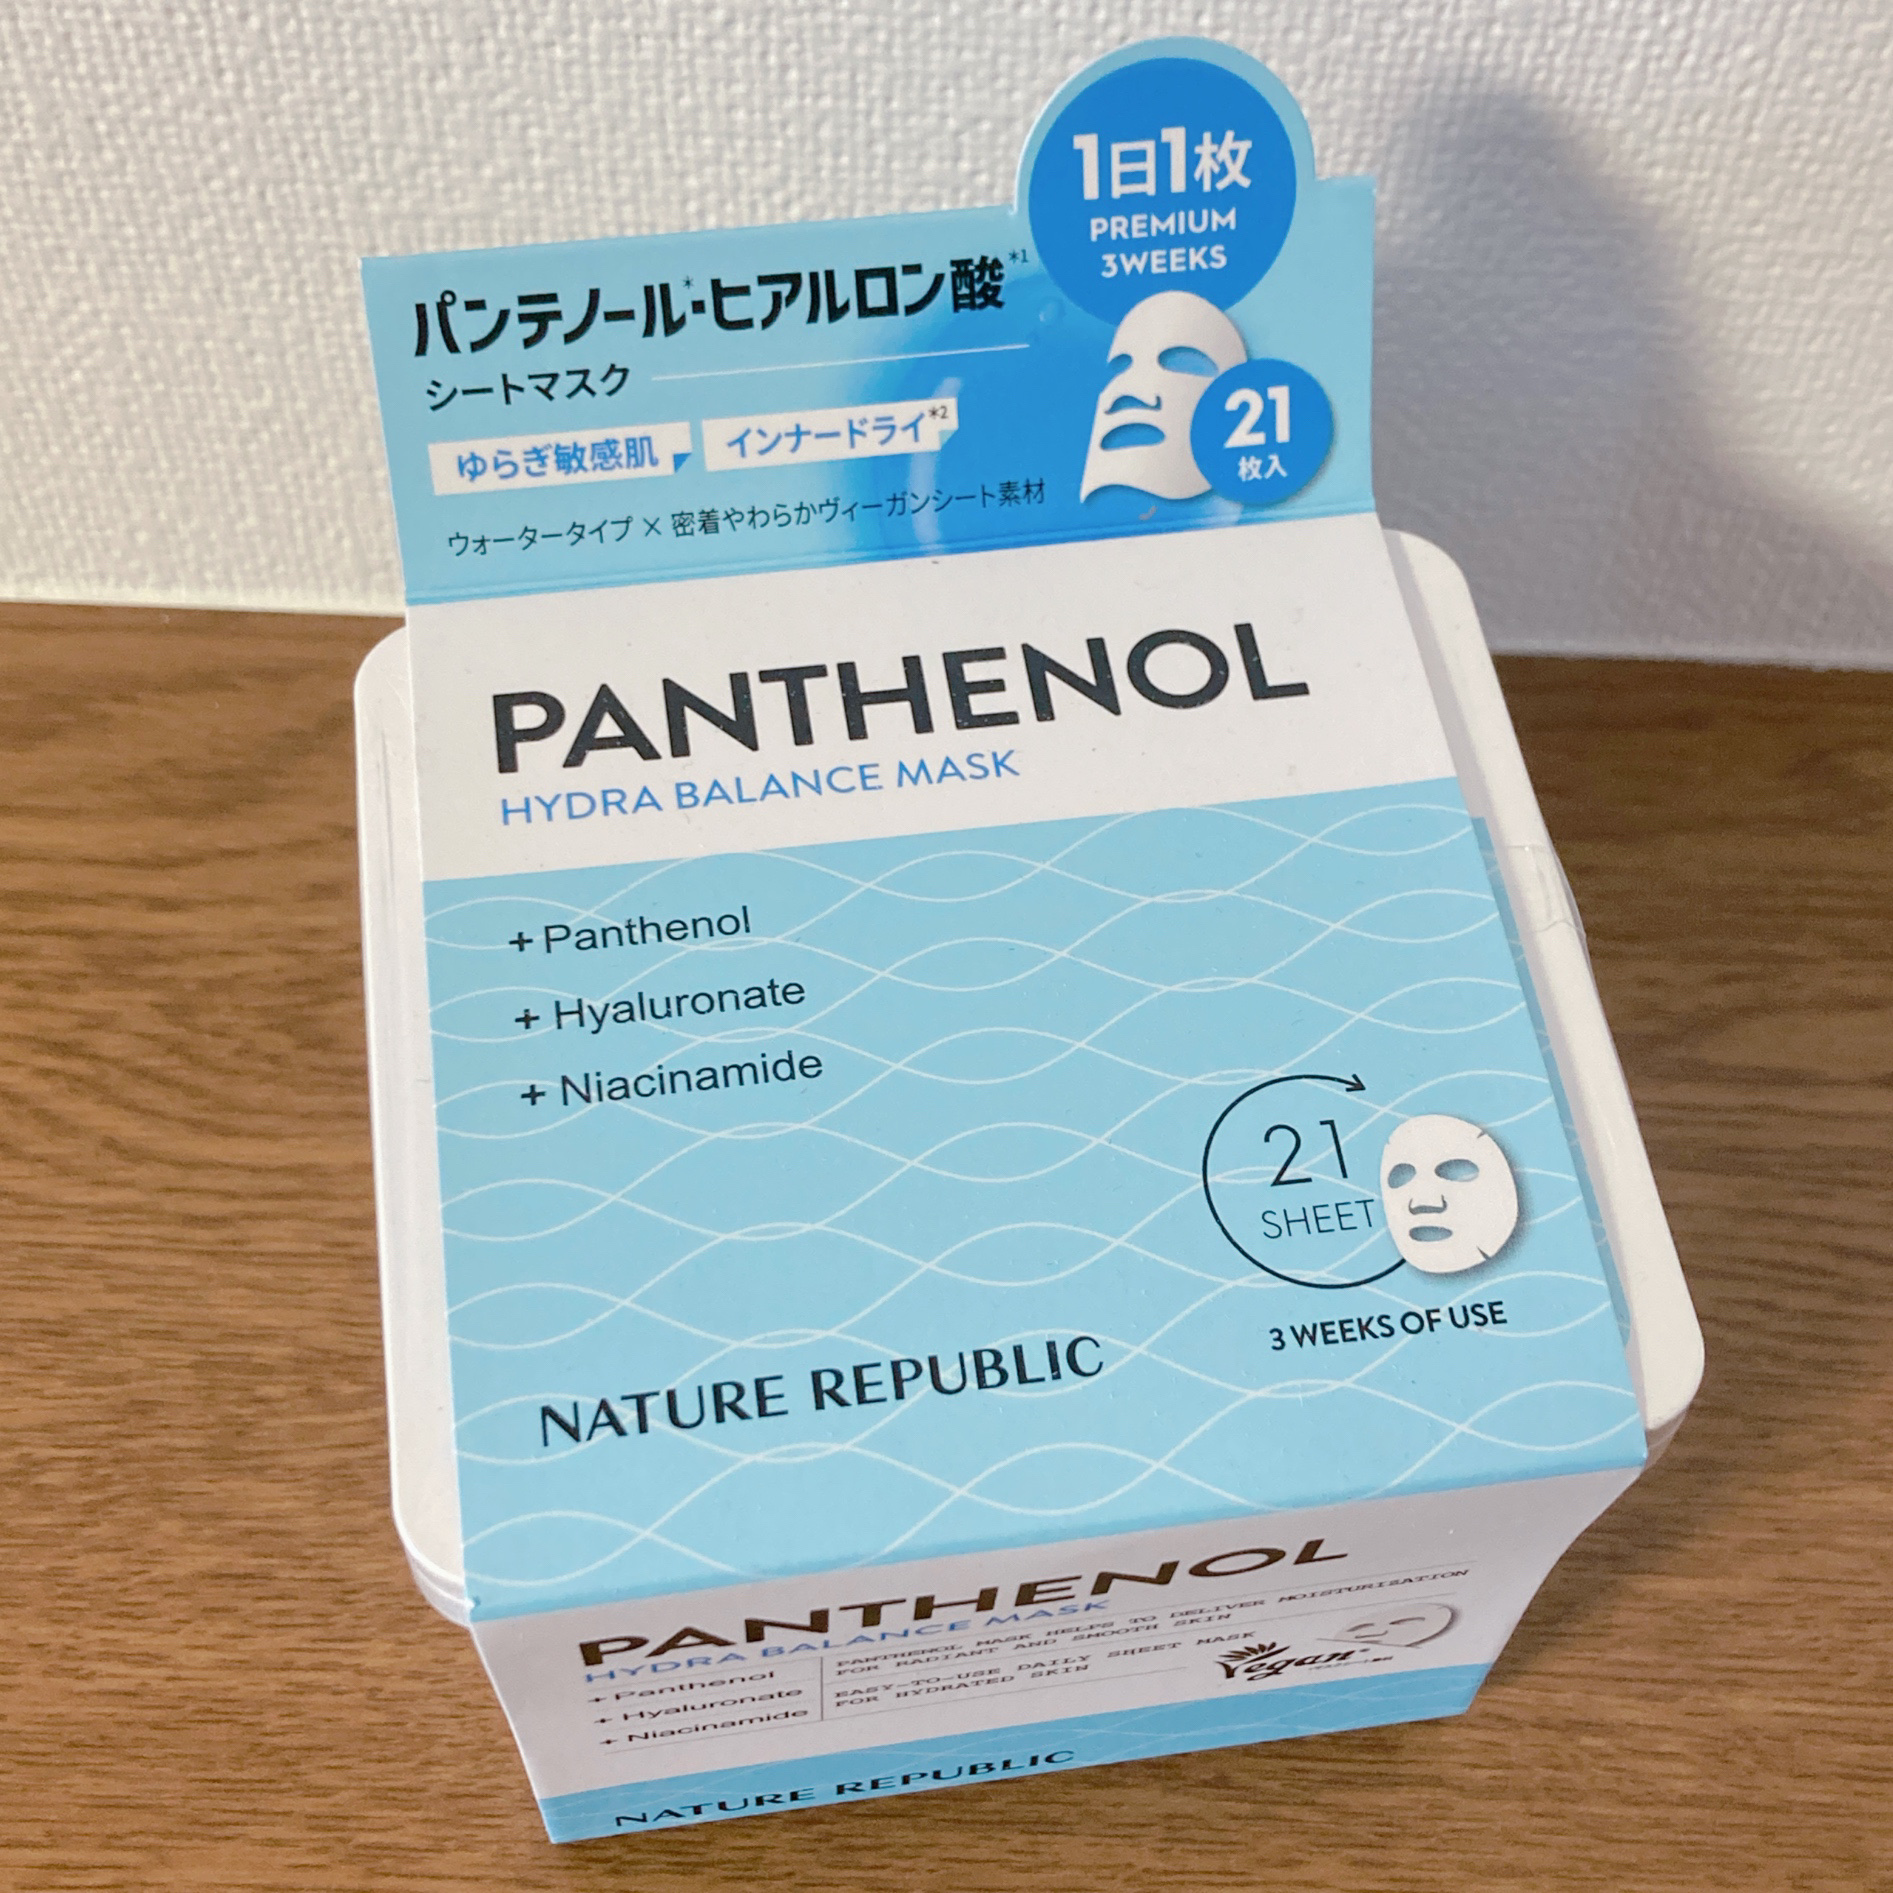 1日1枚
PREMIUM
3WEEKS
パンテノール*・ヒアルロン酸*1
シートマスク
21
枚入
ゆらぎ敏感肌
インナードライ*2
ウォータータイプ × 密着やわらかヴィーガンシート素材
PANTHENOL
HYDRA BALANCE MASK
+ Panthenol
+ Hyaluronate
+ Niacinamide
21
SHEET
3 WEEKS OF USE
NATURE REPUBLIC
PANTHENOL
HYDRA BALANCE MASK
+ Panthenol
+ Hyaluronate
+ Niacinamide
PANTHENOL MASK HELPS TO DELIVER MOISTURIZATION
FOR RADIANT AND SMOOTH SKIN
EASY-TO-USE DAILY SHEET MASK
FOR HYDRATED SKIN
Vegan
NATURE REPUBLIC